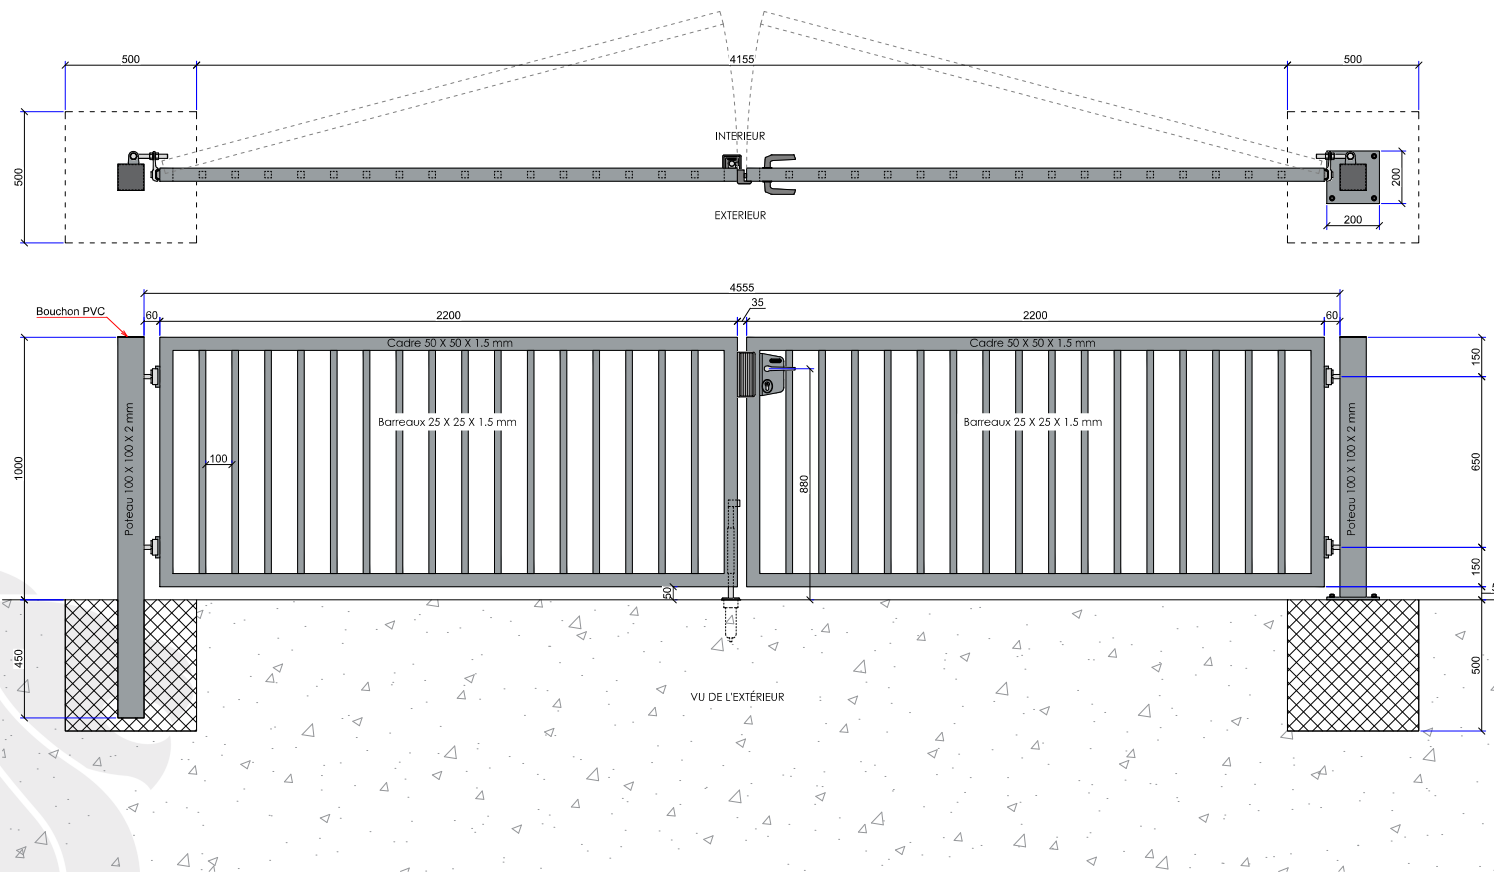 500
4155
500
INTERIEUR
500
200
EXTERIEUR
200
4555
Bouchon PVC
60
2200
35
2200
60
Cadre 50 X 50 X 1.5 mm
Cadre 50 X 50 X 1.5 mm
150
Barreaux 25 X 25 X 1.5 mm
Barreaux 25 X 25 X 1.5 mm
Poteau 100 X 100 X 2 mm
Poteau 100 X 100 X 2 mm
1000
100
880
650
150
50
450
500
VU DE L'EXTÉRIEUR